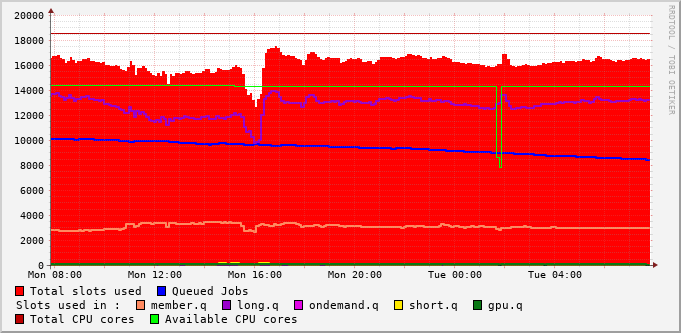 20000
18000
16000
14000
12000
10000
8000
6000
4000
2000
0
Mon 08:00 Mon 12:00 Mon 16:00 Mon 20:00 Tue 00:00 Tue 04:00
Total slots used Queued Jobs
Slots used in : member.q long.q ondemand.q short.q gpu.q
Total CPU cores Available CPU cores
RRDTOOL / TOBI OETIKER